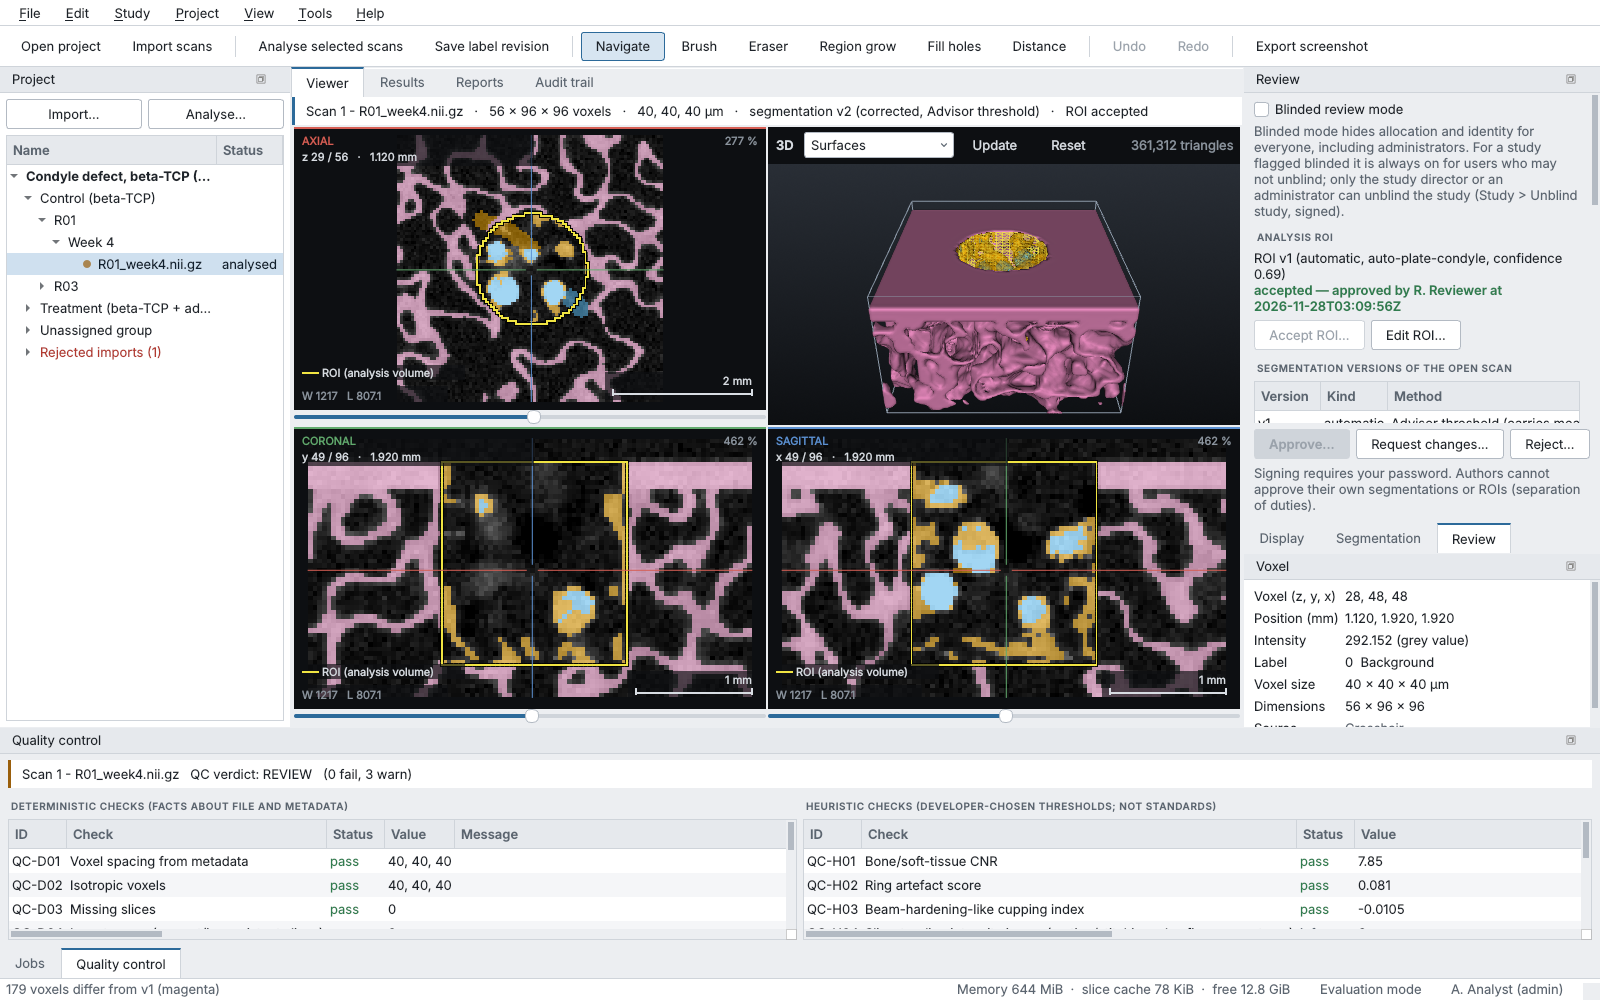 File Edit Study Project View Tools Help
Open project Import scans Analyse selected scans Save label revision Navigate Brush Eraser Region grow Fill holes Distance Undo Redo Export screenshot
Project
Import... Analyse...
Name Status
Condyle defect, beta-TCP (...
Control (beta-TCP)
R01
Week 4
R01_week4.nii.gz analysed
R03
Treatment (beta-TCP + ad...
Unassigned group
Rejected imports (1)
Viewer Results Reports Audit trail
Scan 1 - R01_week4.nii.gz · 56 × 96 × 96 voxels · 40, 40, 40 µm · segmentation v2 (corrected, Advisor threshold) · ROI accepted
AXIAL 277 %
z 29 / 56 · 1.120 mm
ROI (analysis volume)
2 mm
W 1217 L 807.1
3D Surfaces Update Reset 361,312 triangles
CORONAL 462 %
y 49 / 96 · 1.920 mm
ROI (analysis volume)
1 mm
W 1217 L 807.1
SAGITTAL 462 %
x 49 / 96 · 1.920 mm
ROI (analysis volume)
1 mm
W 1217 L 807.1
Review
Blinded review mode
Blinded mode hides allocation and identity for
everyone, including administrators. For a study
flagged blinded it is always on for users who may
not unblind; only the study director or an
administrator can unblind the study (Study > Unblind
study, signed).
ANALYSIS ROI
ROI v1 (automatic, auto-plate-condyle, confidence
0.69)
accepted — approved by R. Reviewer at
2026-11-28T03:09:56Z
Accept ROI... Edit ROI...
SEGMENTATION VERSIONS OF THE OPEN SCAN
Version Kind Method
v1 automatic Advisor threshold (carries
Approve... Request changes... Reject...
Signing requires your password. Authors cannot
approve their own segmentations or ROIs (separation
of duties).
Display Segmentation Review
Voxel
Voxel (z, y, x) 28, 48, 48
Position (mm) 1.120, 1.920, 1.920
Intensity 292.152 (grey value)
Label 0 Background
Voxel size 40 × 40 × 40 µm
Dimensions 56 × 96 × 96
Source Crosshair
Quality control
Scan 1 - R01_week4.nii.gz QC verdict: REVIEW (0 fail, 3 warn)
DETERMINISTIC CHECKS (FACTS ABOUT FILE AND METADATA)
ID Check Status Value Message
QC-D01 Voxel spacing from metadata pass 40, 40, 40
QC-D02 Isotropic voxels pass 40, 40, 40
QC-D03 Missing slices pass 0
HEURISTIC CHECKS (DEVELOPER-CHOSEN THRESHOLDS; NOT STANDARDS)
ID Check Status Value
QC-H01 Bone/soft-tissue CNR pass 7.85
QC-H02 Ring artefact score pass 0.081
QC-H03 Beam-hardening-like cupping index pass -0.0105
Jobs Quality control
179 voxels differ from v1 (magenta) Memory 644 MiB · slice cache 78 KiB · free 12.8 GiB Evaluation mode A. Analyst (admin)